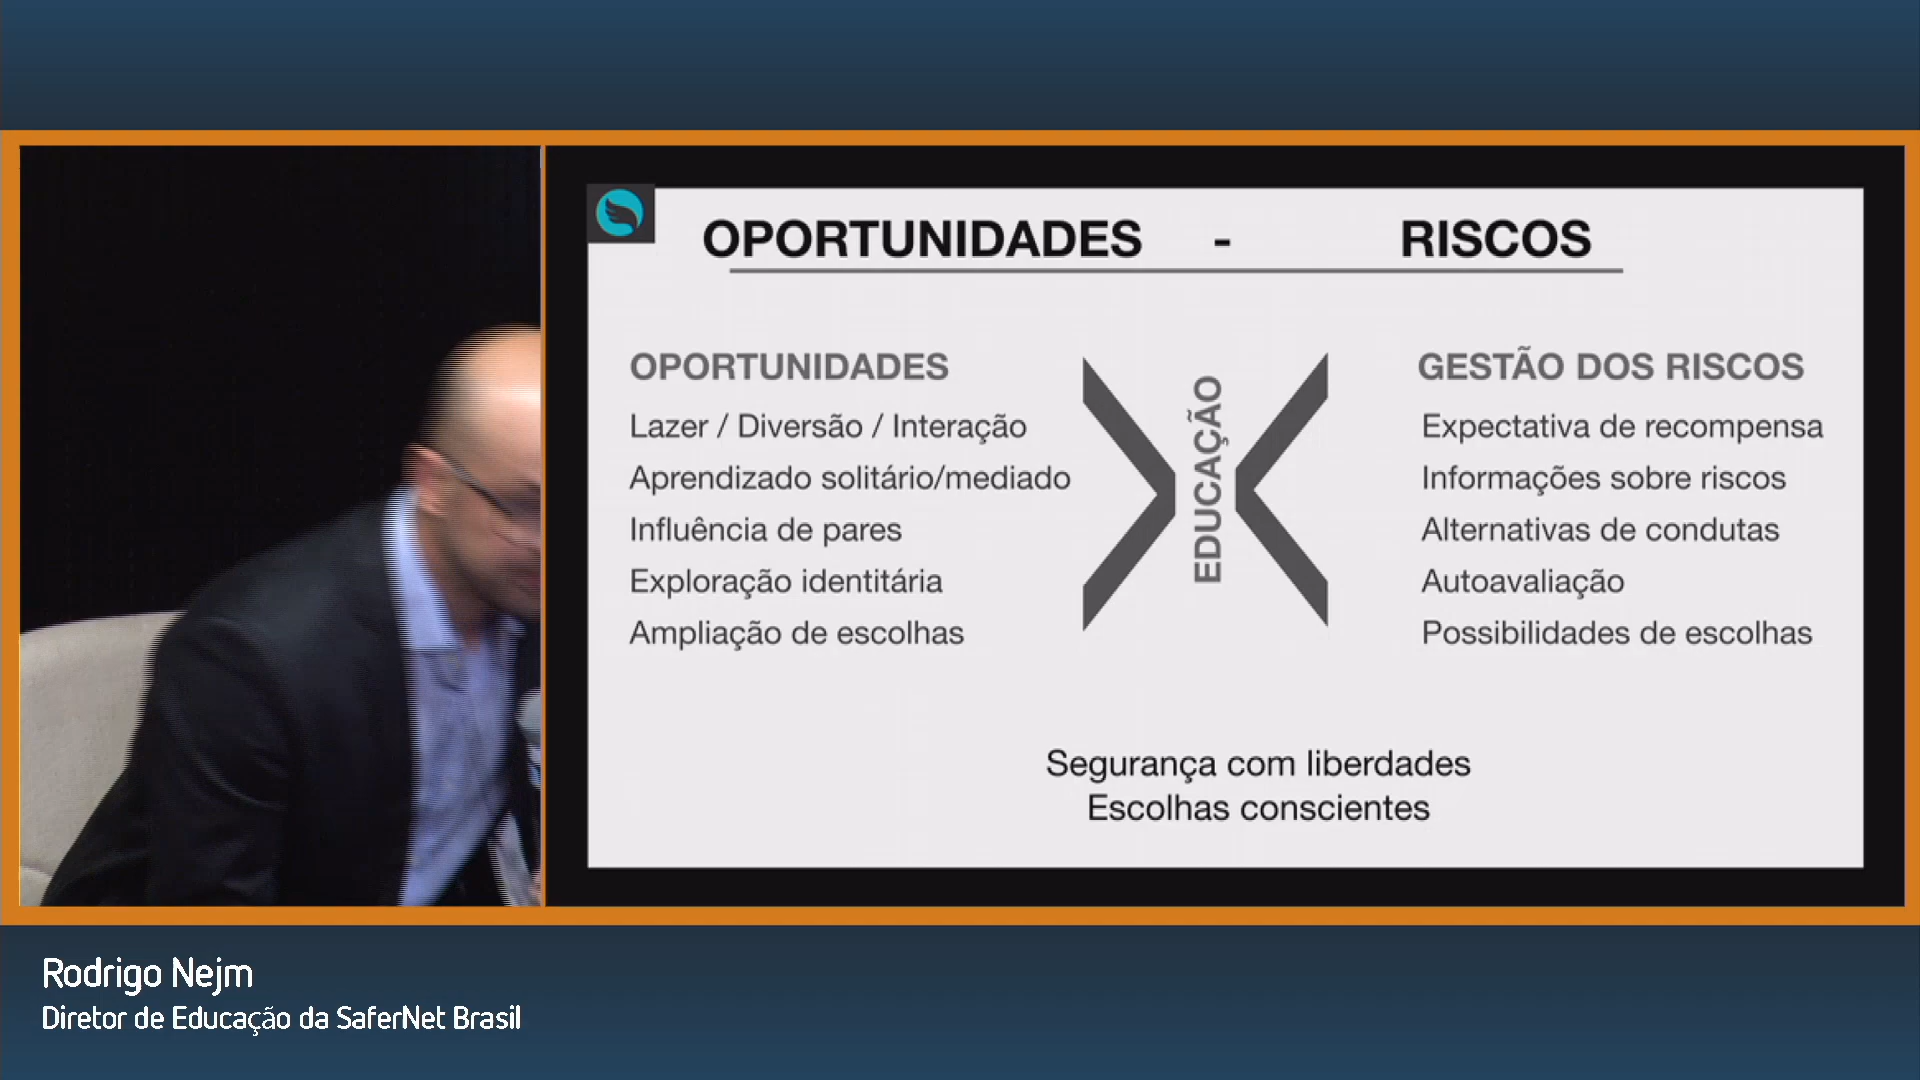 OPORTUNIDADES - RISCOS
OPORTUNIDADES
Lazer / Diversão / Interação
Aprendizado solitário/mediado
Influência de pares
Exploração identitária
Ampliação de escolhas
EDUCAÇÃO
GESTÃO DOS RISCOS
Expectativa de recompensa
Informações sobre riscos
Alternativas de condutas
Autoavaliação
Possibilidades de escolhas
Segurança com liberdades
Escolhas conscientes
Rodrigo Nejm
Diretor de Educação da SaferNet Brasil